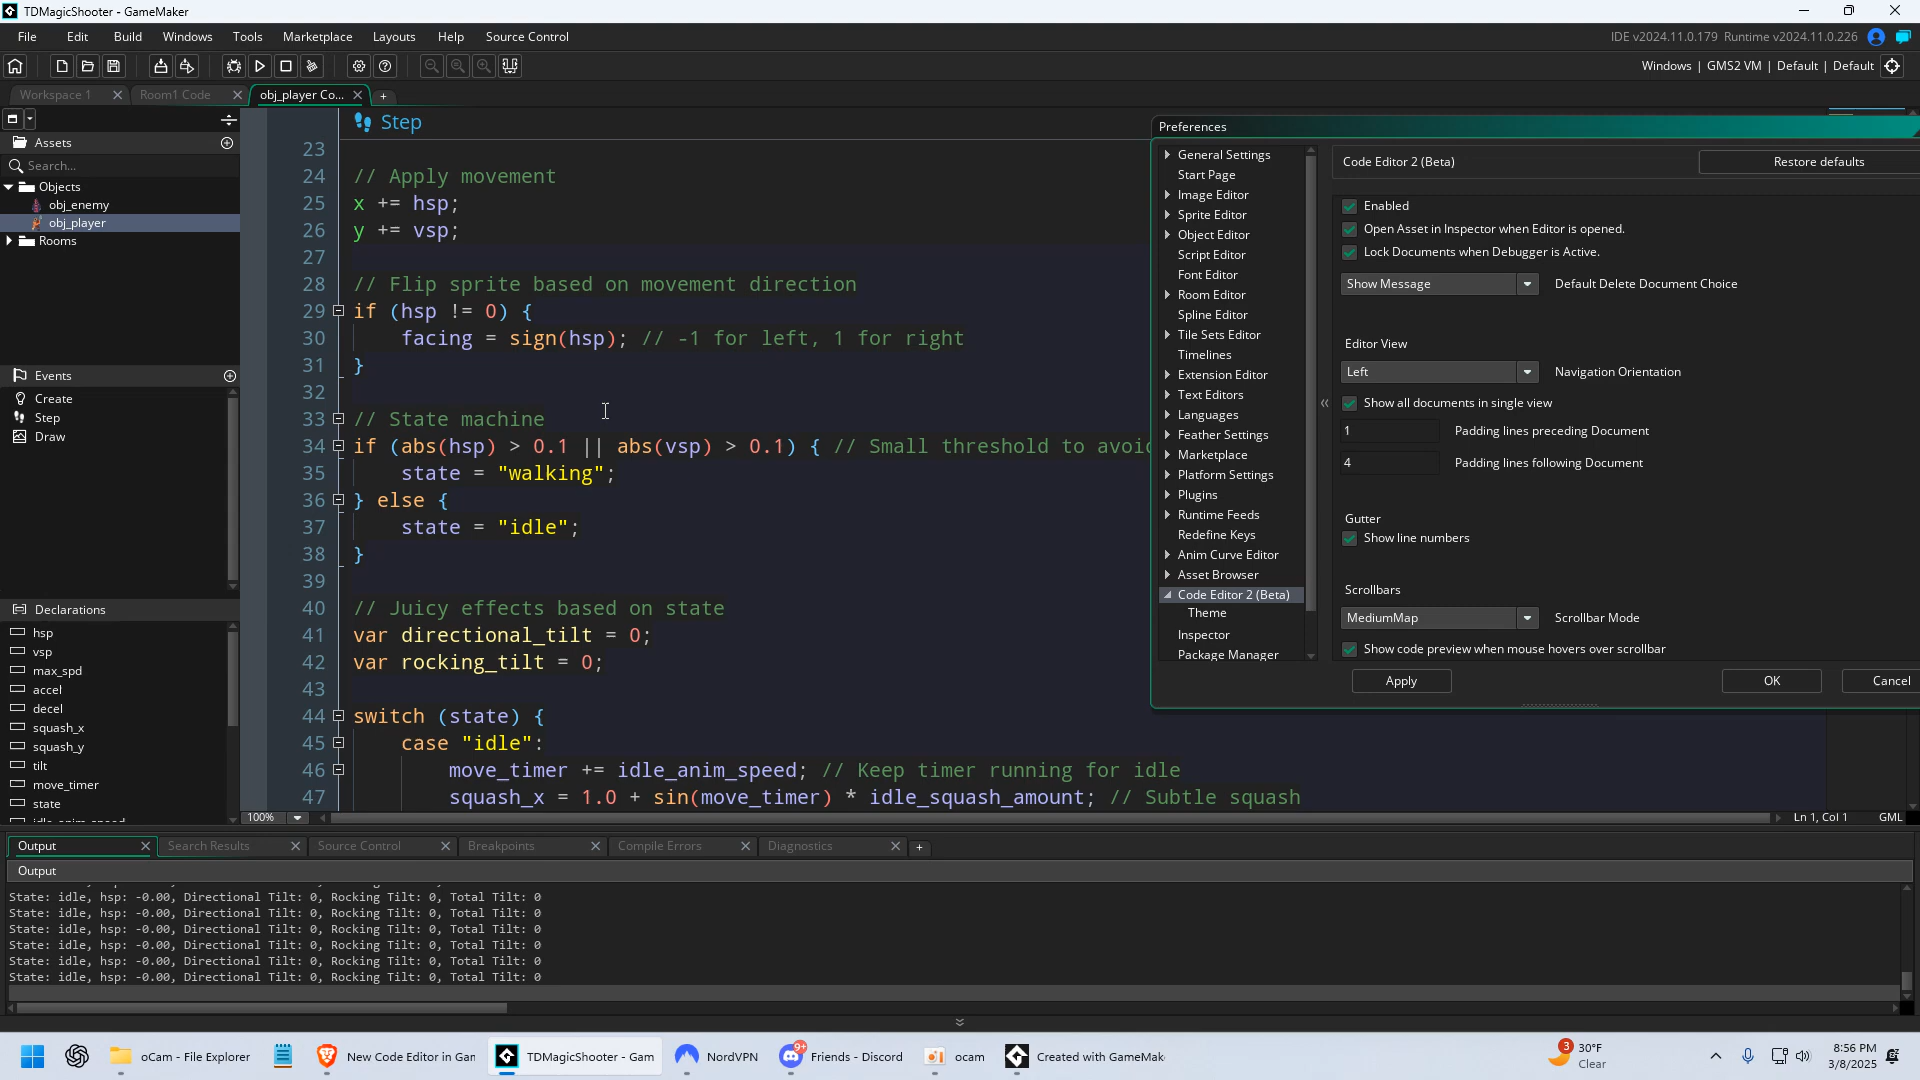 TDMagicShooter - GameMaker
File Edit Build Windows Tools Marketplace Layouts Help Source Control
IDE v2024.11.0.179 Runtime v2024.11.0.226
Windows | GMS2 VM | Default | Default
Workspace 1 Room1 Code obj_player Co... +
Assets
Search...
Objects
obj_enemy
obj_player
Rooms
Events
Create
Step
Draw
Declarations
hsp
vsp
max_spd
accel
decel
squash_x
squash_y
tilt
move_timer
state
Step
23
24 // Apply movement
25 x += hsp;
26 y += vsp;
27
28 // Flip sprite based on movement direction
29 if (hsp != 0) {
30 facing = sign(hsp); // -1 for left, 1 for right
31 }
32
33 // State machine
34 if (abs(hsp) > 0.1 || abs(vsp) > 0.1) { // Small threshold to avoid
35 state = "walking";
36 } else {
37 state = "idle";
38 }
39
40 // Juicy effects based on state
41 var directional_tilt = 0;
42 var rocking_tilt = 0;
43
44 switch (state) {
45 case "idle":
46 move_timer += idle_anim_speed; // Keep timer running for idle
47 squash_x = 1.0 + sin(move_timer) * idle_squash_amount; // Subtle squash
100%
Ln 1, Col 1 GML
Preferences
General Settings
Start Page
Image Editor
Sprite Editor
Object Editor
Script Editor
Font Editor
Room Editor
Spline Editor
Tile Sets Editor
Timelines
Extension Editor
Text Editors
Languages
Feather Settings
Marketplace
Platform Settings
Plugins
Runtime Feeds
Redefine Keys
Anim Curve Editor
Asset Browser
Code Editor 2 (Beta)
Theme
Inspector
Package Manager
Code Editor 2 (Beta) Restore defaults
Enabled
Open Asset in Inspector when Editor is opened.
Lock Documents when Debugger is Active.
Show Message Default Delete Document Choice
Editor View
Left Navigation Orientation
Show all documents in single view
1 Padding lines preceding Document
4 Padding lines following Document
Gutter
Show line numbers
Scrollbars
MediumMap Scrollbar Mode
Show code preview when mouse hovers over scrollbar
Apply OK Cancel
Output Search Results Source Control Breakpoints Compile Errors Diagnostics +
Output
State: idle, hsp: -0.00, Directional Tilt: 0, Rocking Tilt: 0, Total Tilt: 0
State: idle, hsp: -0.00, Directional Tilt: 0, Rocking Tilt: 0, Total Tilt: 0
State: idle, hsp: -0.00, Directional Tilt: 0, Rocking Tilt: 0, Total Tilt: 0
State: idle, hsp: -0.00, Directional Tilt: 0, Rocking Tilt: 0, Total Tilt: 0
State: idle, hsp: -0.00, Directional Tilt: 0, Rocking Tilt: 0, Total Tilt: 0
State: idle, hsp: -0.00, Directional Tilt: 0, Rocking Tilt: 0, Total Tilt: 0
oCam - File Explorer New Code Editor in Gam TDMagicShooter - Gam NordVPN 9+ Friends - Discord ocam Created with GameMak
3 30°F
Clear
8:56 PM
3/8/2025